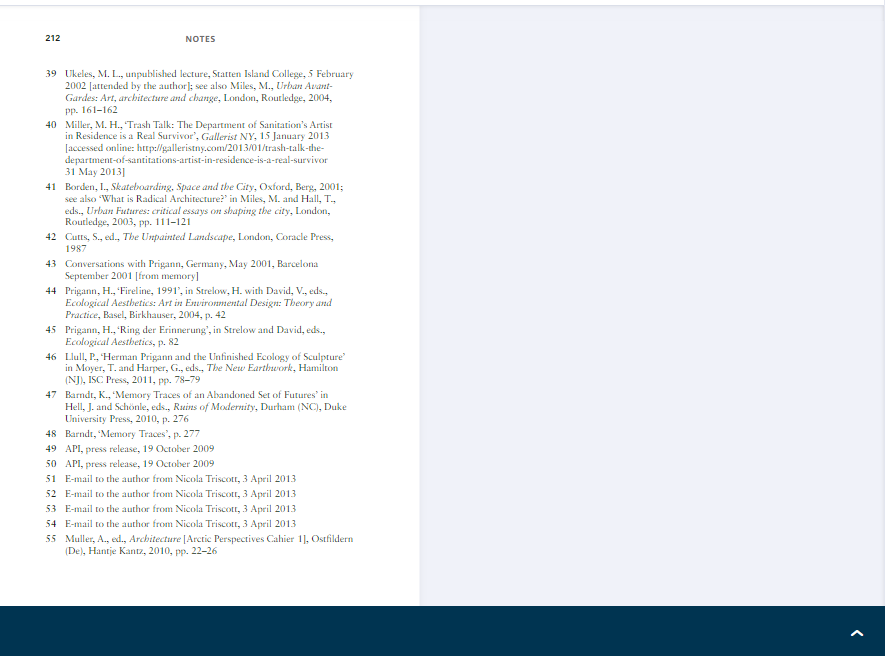 212
NOTES
39 Ukeles, M. L., unpublished lecture, Statten Island College, 5 February
2002 [attended by the author]; see also Miles, M., Urban Avant-
Gardes: Art, architecture and change, London, Routledge, 2004,
pp. 161–162
40 Miller, M. H., ‘Trash Talk: The Department of Sanitation’s Artist
in Residence is a Real Survivor’, Gallerist NY, 15 January 2013
[accessed online: http://galleristny.com/2013/01/trash-talk-the-
department-of-santitations-artist-in-residence-is-a-real-survivor
31 May 2013]
41 Borden, I., Skateboarding, Space and the City, Oxford, Berg, 2001;
see also ‘What is Radical Architecture?’ in Miles, M. and Hall, T.,
eds., Urban Futures: critical essays on shaping the city, London,
Routledge, 2003, pp. 111–121
42 Cutts, S., ed., The Unpainted Landscape, London, Coracle Press,
1987
43 Conversations with Prigann, Germany, May 2001, Barcelona
September 2001 [from memory]
44 Prigann, H., ‘Fireline, 1991’, in Strelow, H. with David, V., eds.,
Ecological Aesthetics: Art in Environmental Design: Theory and
Practice, Basel, Birkhauser, 2004, p. 42
45 Prigann, H., ‘Ring der Erinnerung’, in Strelow and David, eds.,
Ecological Aesthetics, p. 82
46 Llull, P., ‘Herman Prigann and the Unfinished Ecology of Sculpture’
in Moyer, T. and Harper, G., eds., The New Earthwork, Hamilton
(NJ), ISC Press, 2011, pp. 78–79
47 Barndt, K., ‘Memory Traces of an Abandoned Set of Futures’ in
Hell, J. and Schönle, eds., Ruins of Modernity, Durham (NC), Duke
University Press, 2010, p. 276
48 Barndt, ‘Memory Traces’, p. 277
49 API, press release, 19 October 2009
50 API, press release, 19 October 2009
51 E-mail to the author from Nicola Triscott, 3 April 2013
52 E-mail to the author from Nicola Triscott, 3 April 2013
53 E-mail to the author from Nicola Triscott, 3 April 2013
54 E-mail to the author from Nicola Triscott, 3 April 2013
55 Muller, A., ed., Architecture [Arctic Perspectives Cahier 1], Ostfildern
(De), Hantje Kantz, 2010, pp. 22–26